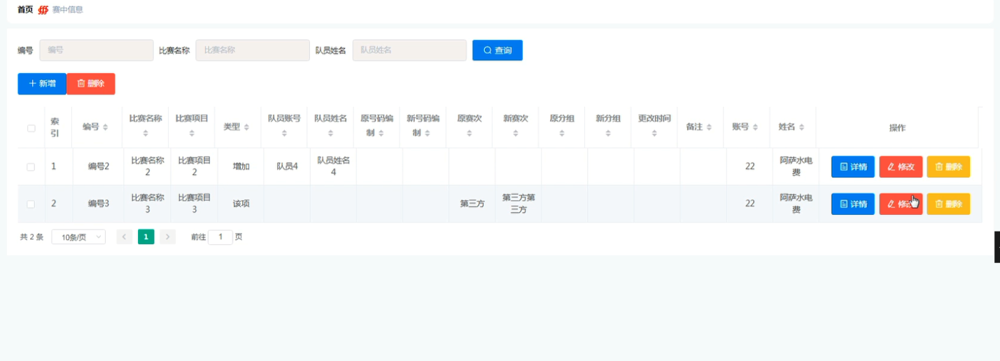 首页 赛中信息
编号 编号 比赛名称 比赛名称 队员姓名 队员姓名 查询
新增 删除
索引 编号 比赛名称 比赛项目 类型 队员账号 队员姓名 原号码编制 新号码编制 原赛次 新赛次 原分组 新分组 更改时间 备注 账号 姓名 操作
1 编号2 比赛名称2 比赛项目2 增加 队员4 队员姓名4 22 阿萨水电费 详情 修改 删除
2 编号3 比赛名称3 比赛项目3 该项 第三方 第三方第三方 22 阿萨水电费 详情 修改 删除
共 2 条 10条/页 1 前往 1 页